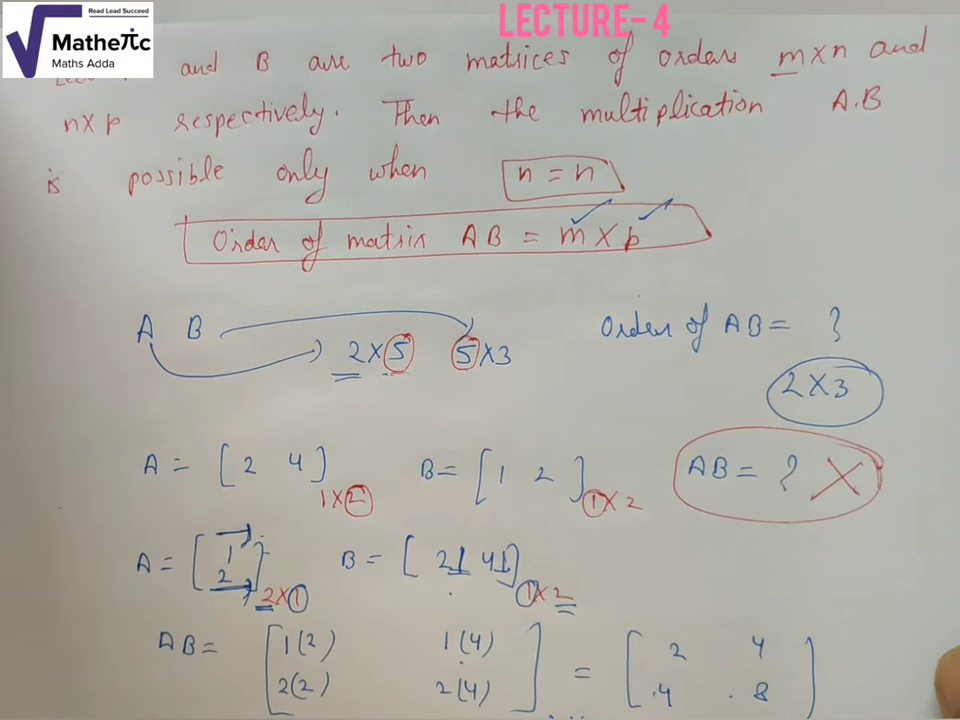 LECTURE-4
Read Lead Succeed
Mathetic
Maths Adda
and B are two matrices of orders m×n and
n×p respectively. Then the multiplication A.B
is possible only when n = n
Order of matrix AB = m×p
A B Order of AB = ?
2×5 5×3
2×3
A = [2 4] 1×2 B = [1 2] 1×2 AB = ? X
A = [1 2] 2×1 B = [2 4] 1×2
AB = [1(2) 1(4)] = [2 4]
[2(2) 2(4)] [4 8]